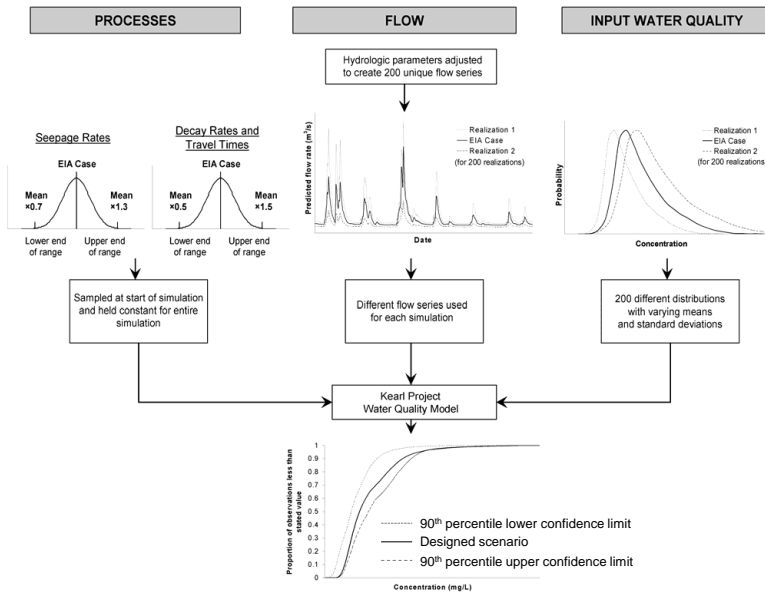 PROCESSES
FLOW
INPUT WATER QUALITY
Hydrologic parameters adjusted
to create 200 unique flow series
Seepage Rates
EIA Case
Mean
×0.7
Mean
×1.3
Lower end
of range
Upper end
of range
Decay Rates and
Travel Times
EIA Case
Mean
×0.5
Mean
×1.5
Lower end
of range
Upper end
of range
Predicted flow rate (m³/s)
Realization 1
EIA Case
Realization 2
(for 200 realizations)
Date
Probability
Realization 1
EIA Case
Realization 2
(for 200 realizations)
Concentration
Sampled at start of simulation
and held constant for entire
simulation
Different flow series used
for each simulation
200 different distributions
with varying means
and standard deviations
Kearl Project
Water Quality Model
Proportion of observations less than
stated value
1
0.9
0.8
0.7
0.6
0.5
0.4
0.3
0.2
0.1
0
90th percentile lower confidence limit
Designed scenario
90th percentile upper confidence limit
Concentration (mg/L)